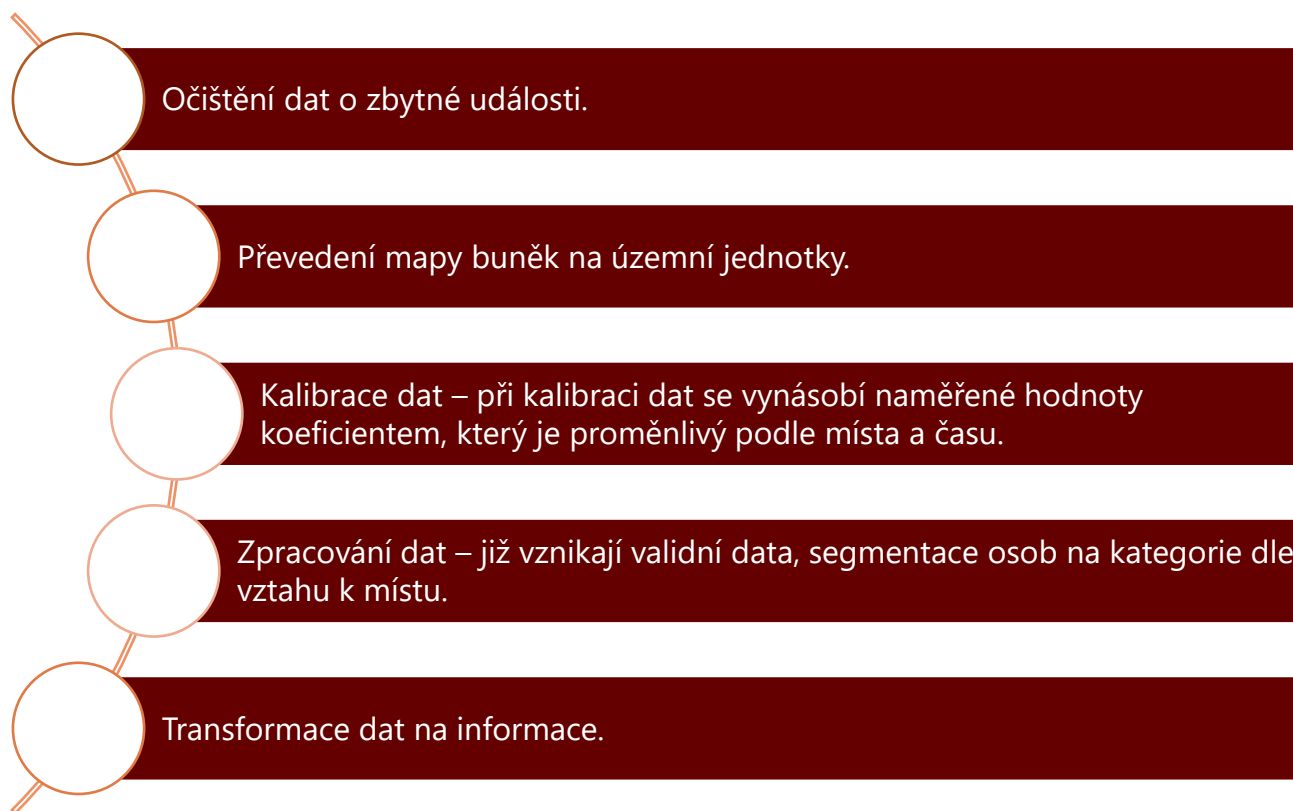 Očištění dat o zbytné události.
Převedení mapy buněk na územní jednotky.
Kalibrace dat – při kalibraci dat se vynásobí naměřené hodnoty
koeficientem, který je proměnlivý podle místa a času.
Zpracování dat – již vznikají validní data, segmentace osob na kategorie dle
vztahu k místu.
Transformace dat na informace.